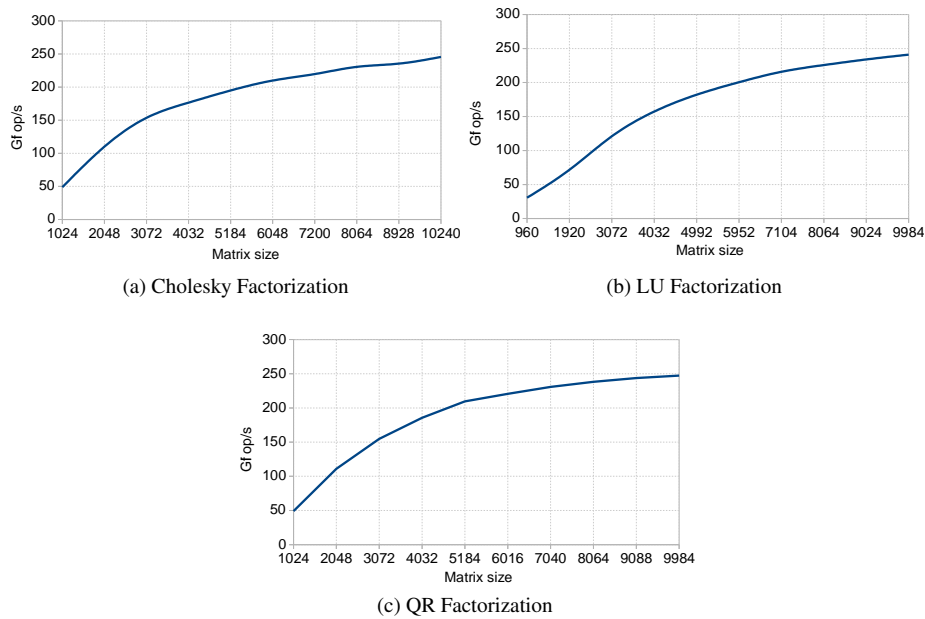 300
250
200
150
100
50
0
Gf op/s
1024 2048 3072 4032 5184 6048 7200 8064 8928 10240
Matrix size
(a) Cholesky Factorization
300
250
200
150
100
50
0
Gf op/s
960 1920 3072 4032 4992 5952 7104 8064 9024 9984
Matrix size
(b) LU Factorization
300
250
200
150
100
50
0
Gf op/s
1024 2048 3072 4032 5184 6016 7040 8064 9088 9984
Matrix size
(c) QR Factorization